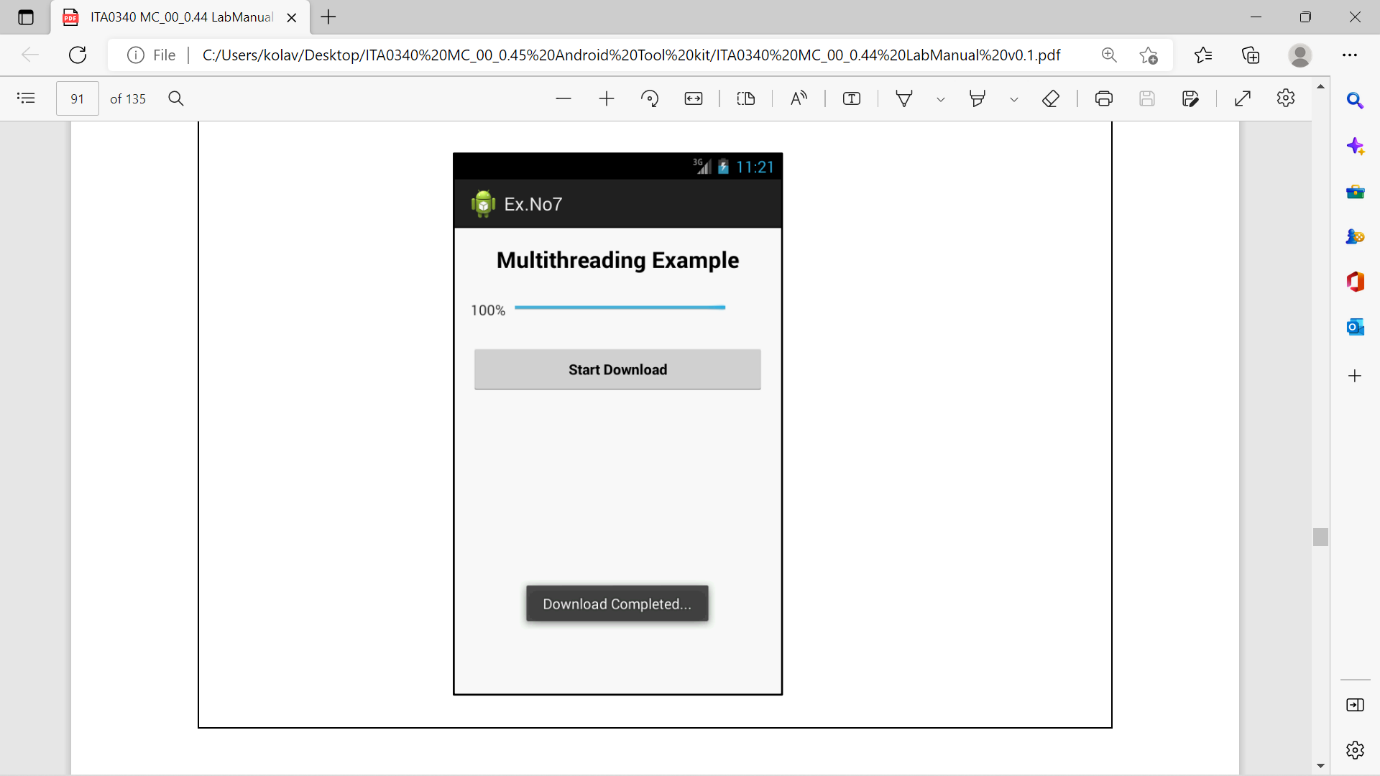 ITA0340 MC_00_0.44 LabManual
File
C:/Users/kolav/Desktop/ITA0340%20MC_00_0.45%20Android%20Tool%20kit/ITA0340%20MC_00_0.44%20LabManual%20v0.1.pdf
91 of 135
3G 11:21
Ex.No7
Multithreading Example
100%
Start Download
Download Completed...